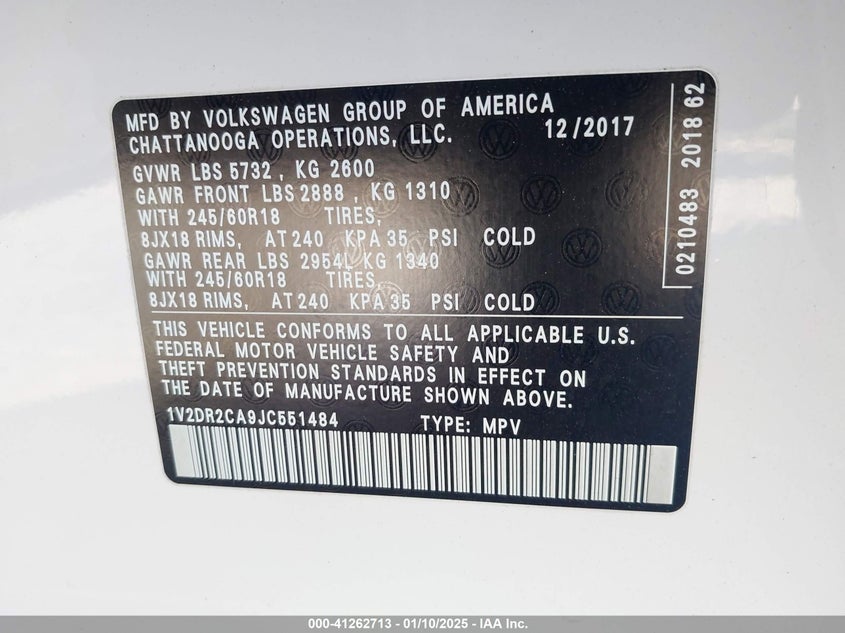 MFD BY VOLKSWAGEN GROUP OF AMERICA
CHATTANOOGA OPERATIONS, LLC. 12/2017
GVWR LBS 5732 , KG 2600
GAWR FRONT LBS 2888 , KG 1310
WITH 245/60R18 TIRES,
8JX18 RIMS, AT 240 KPA 35 PSI COLD
GAWR REAR LBS 2954L KG 1340
WITH 245/60R18 TIRES,
8JX18 RIMS, AT 240 KPA 35 PSI COLD
THIS VEHICLE CONFORMS TO ALL APPLICABLE U.S.
FEDERAL MOTOR VEHICLE SAFETY AND
THEFT PREVENTION STANDARDS IN EFFECT ON
THE DATE OF MANUFACTURE SHOWN ABOVE.
1V2DR2CA9JC551484 TYPE: MPV
0210483 2018 62
000-41262713 - 01/10/2025 - IAA Inc.